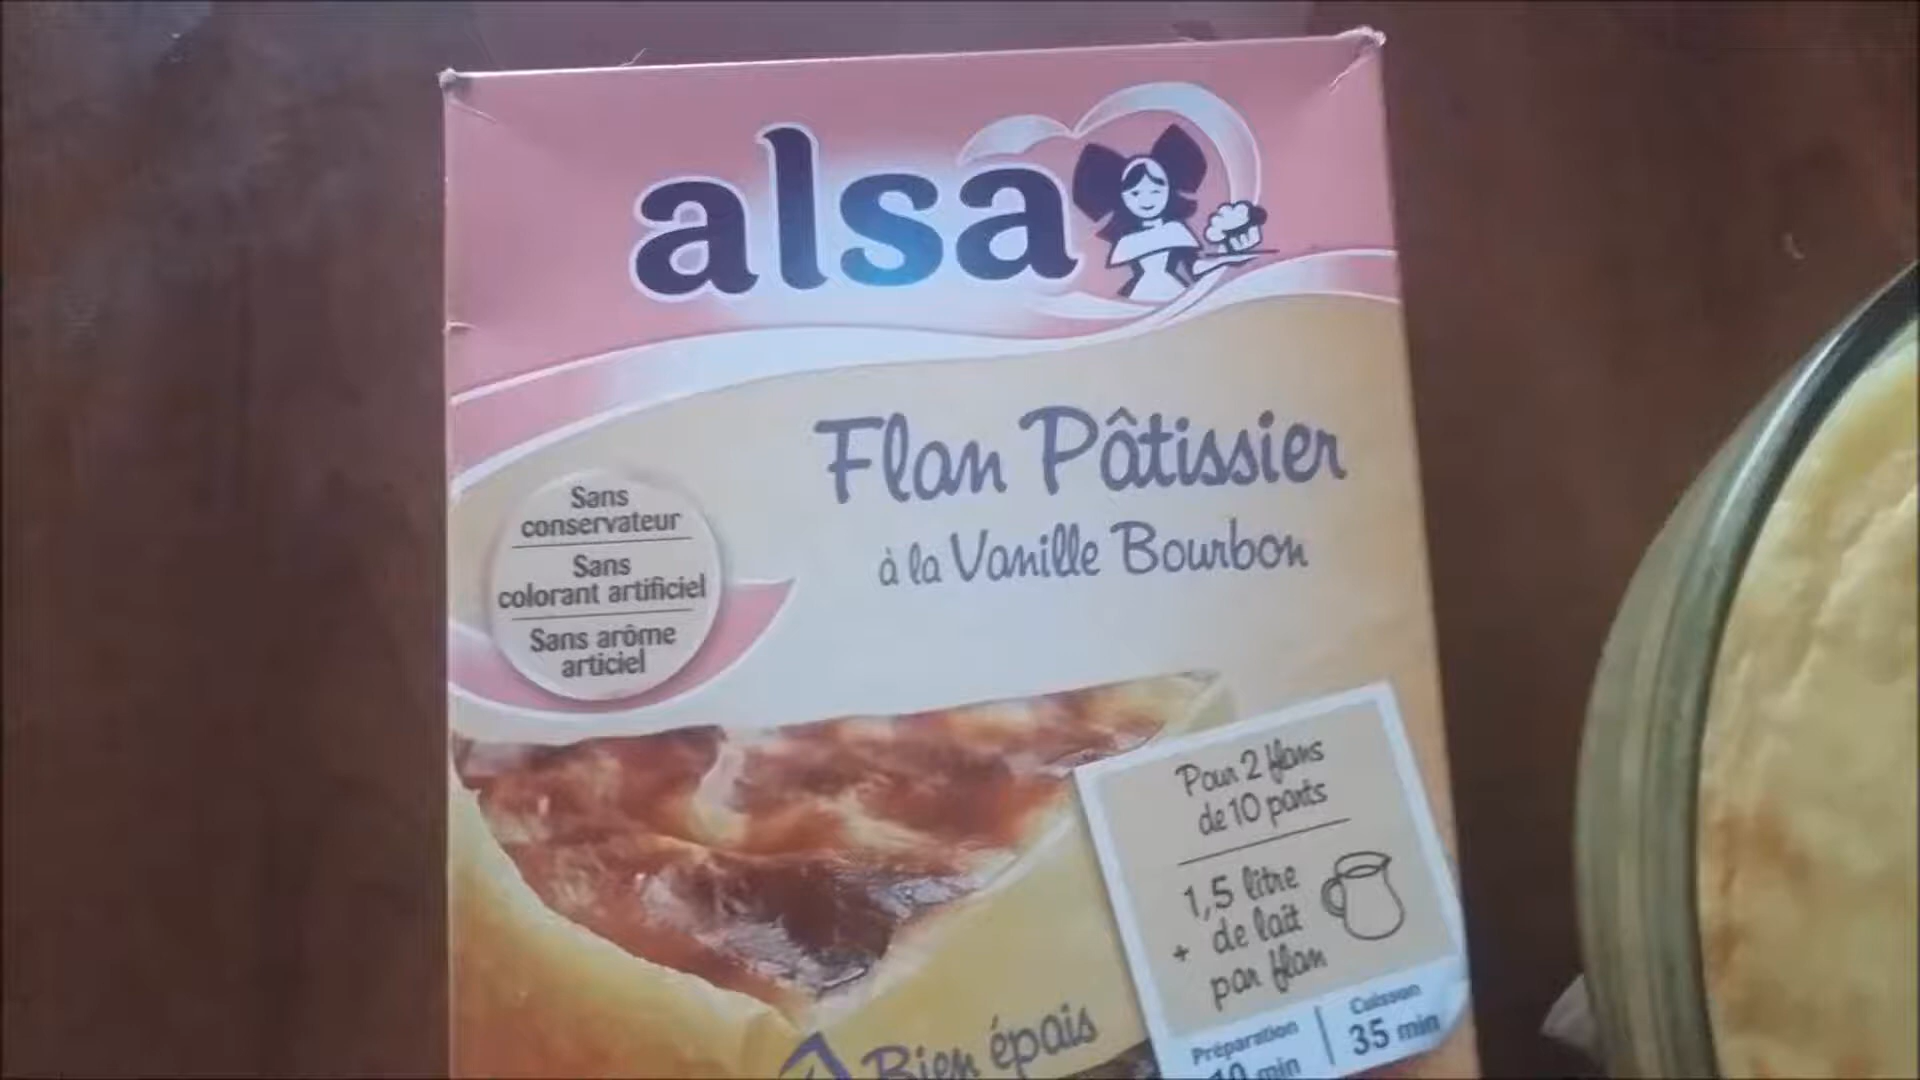 alsa
Flan Pâtissier
à la Vanille Bourbon
Sans
conservateur
Sans
colorant artificiel
Sans arôme
articiel
Pour 2 flans
de 10 parts
1,5 litre
+ de lait
par flan
Bien épais
Préparation
10 min
Cuisson
35 min